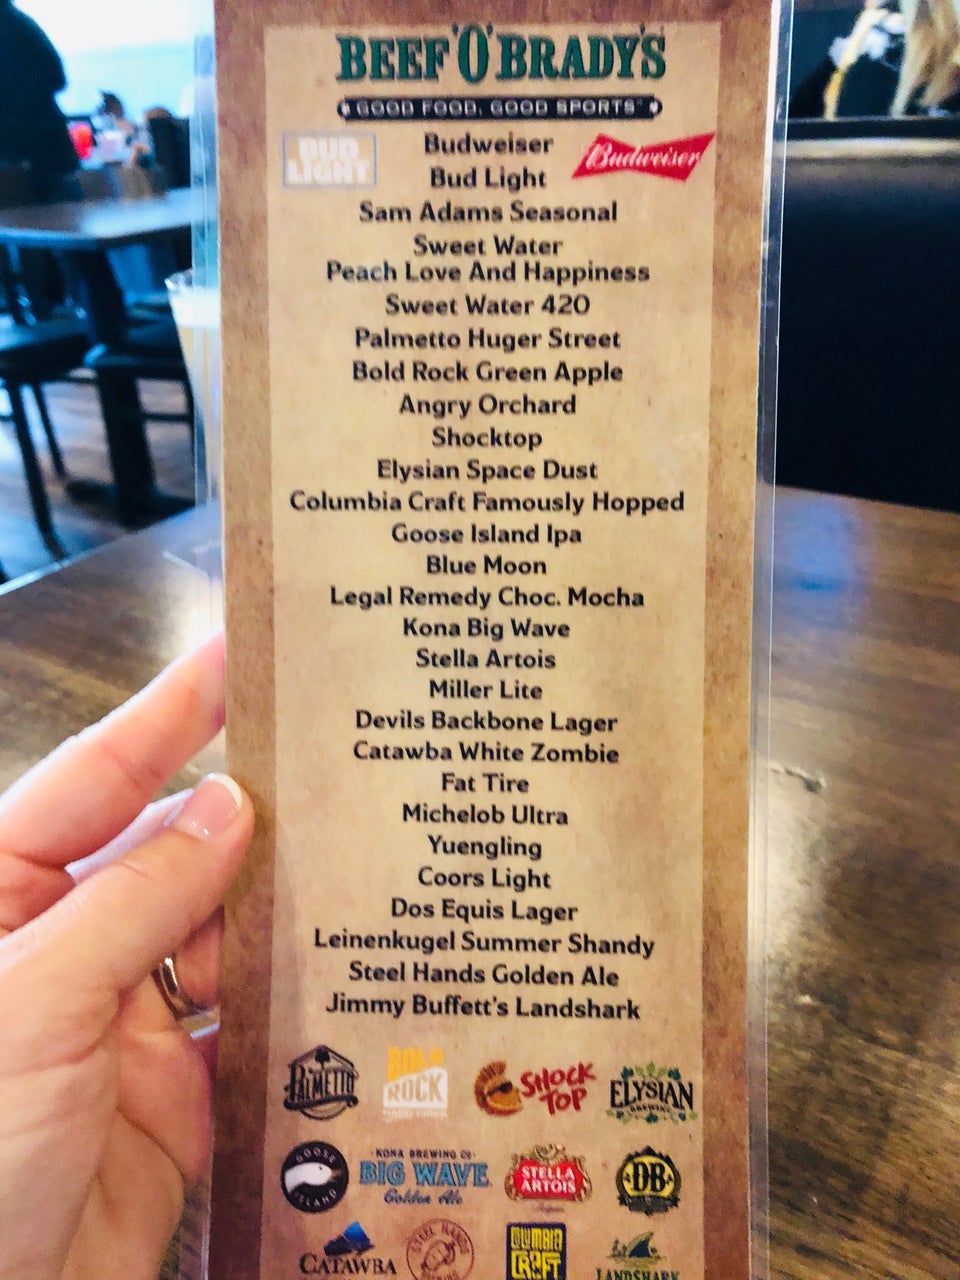 BEEF 'O' BRADY'S
GOOD FOOD. GOOD SPORTS
BUD LIGHT
Budweiser
Budweiser
Bud Light
Sam Adams Seasonal
Sweet Water
Peach Love And Happiness
Sweet Water 420
Palmetto Huger Street
Bold Rock Green Apple
Angry Orchard
Shocktop
Elysian Space Dust
Columbia Craft Famously Hopped
Goose Island Ipa
Blue Moon
Legal Remedy Choc. Mocha
Kona Big Wave
Stella Artois
Miller Lite
Devils Backbone Lager
Catawba White Zombie
Fat Tire
Michelob Ultra
Yuengling
Coors Light
Dos Equis Lager
Leinenkugel Summer Shandy
Steel Hands Golden Ale
Jimmy Buffett's Landshark
PALMETTO
BOLD ROCK
SHOCK TOP
ELYSIAN BREWING
GOOSE ISLAND
KONA BREWING CO
BIG WAVE
Golden Ale
STELLA ARTOIS
DB
CATAWBA
STEEL HANDS
COLUMBIA CRAFT
LANDSHARK